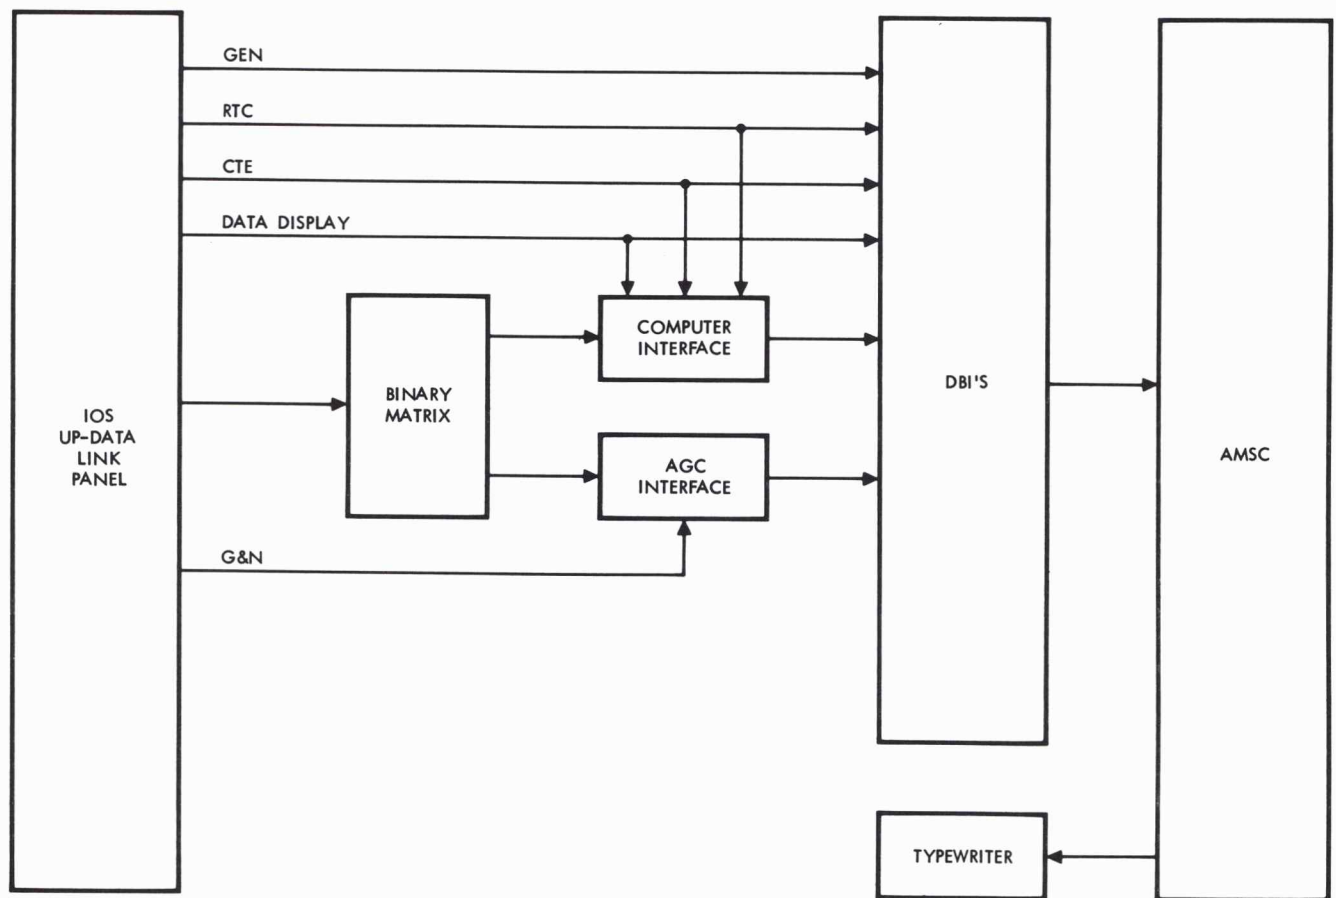 GEN
RTC
CTE
DATA DISPLAY
IOS
UP-DATA
LINK
PANEL
BINARY
MATRIX
COMPUTER
INTERFACE
AGC
INTERFACE
G&N
DBI'S
AMSC
TYPEWRITER